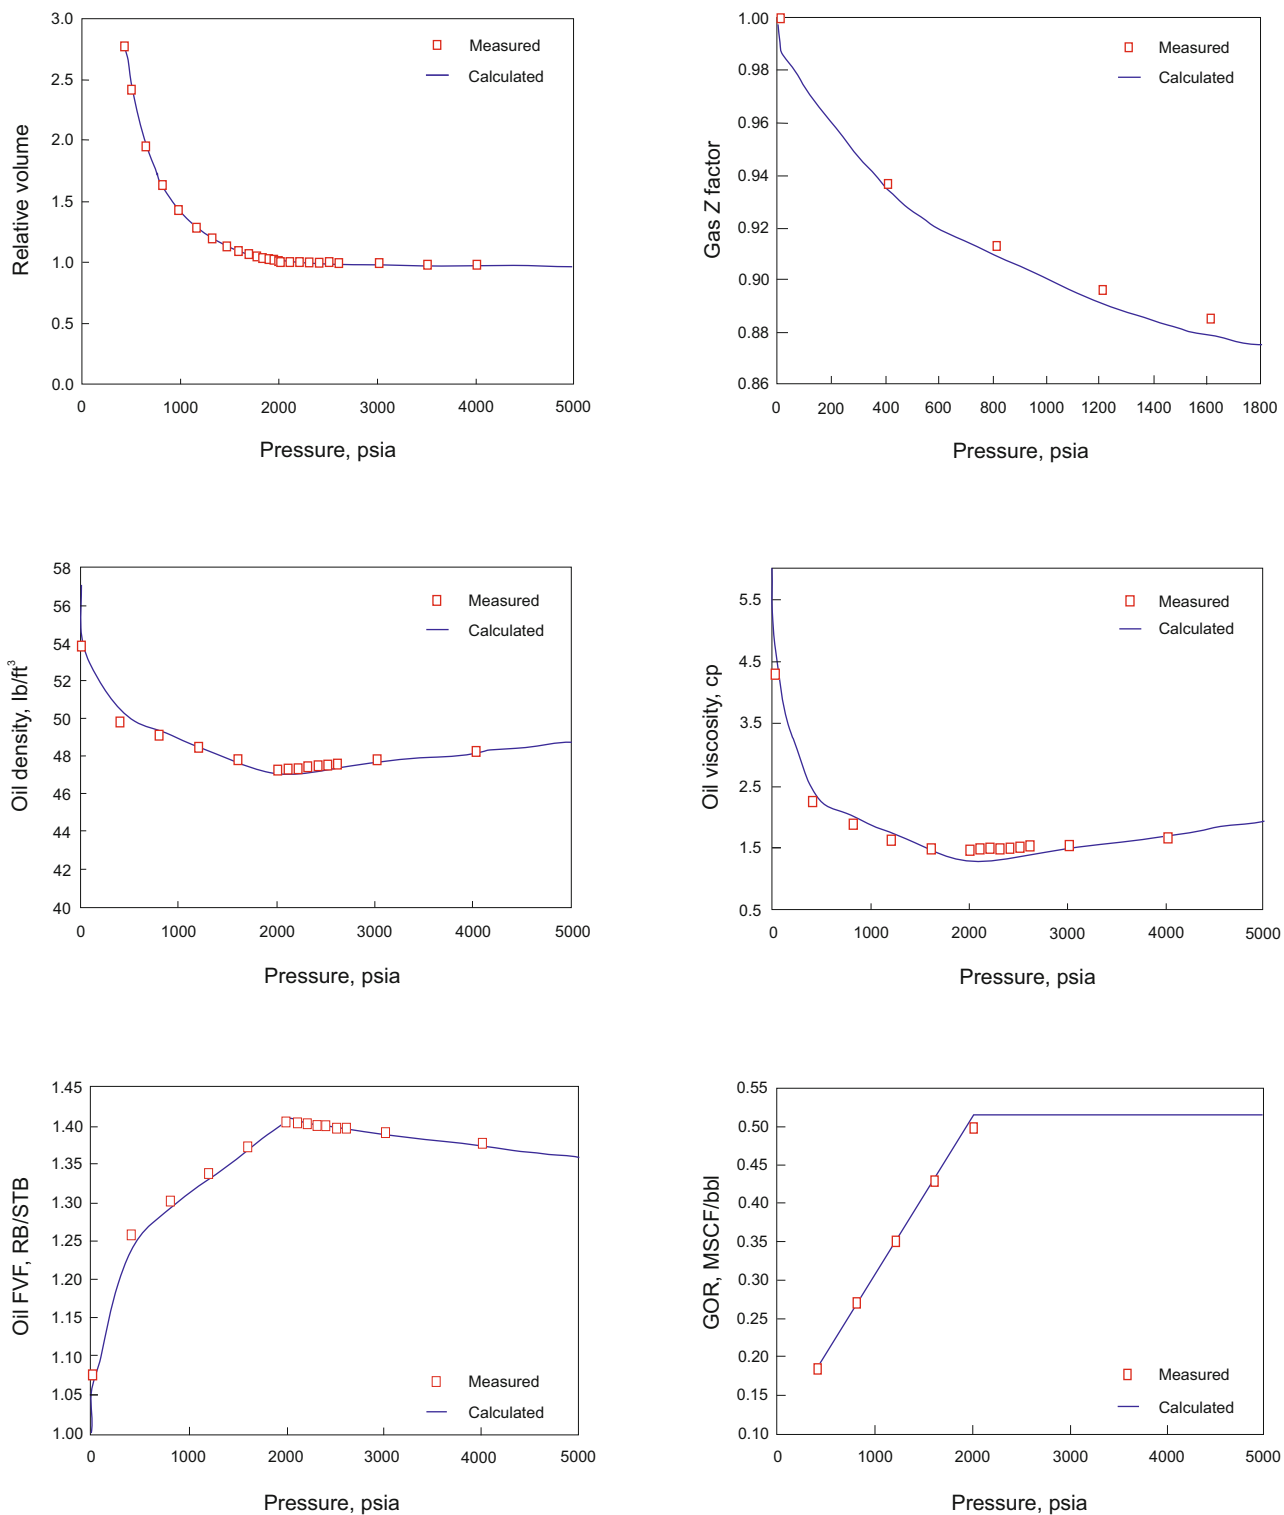 Relative volume
3.0
2.5
2.0
1.5
1.0
0.5
0.0
Measured
Calculated
0 1000 2000 3000 4000 5000
Pressure, psia
Gas Z factor
1.00
0.98
0.96
0.94
0.92
0.90
0.88
0.86
Measured
Calculated
0 200 400 600 800 1000 1200 1400 1600 1800
Pressure, psia
Oil density, lb/ft³
58
56
54
52
50
48
46
44
42
40
Measured
Calculated
0 1000 2000 3000 4000 5000
Pressure, psia
Oil viscosity, cp
5.5
4.5
3.5
2.5
1.5
0.5
Measured
Calculated
0 1000 2000 3000 4000 5000
Pressure, psia
Oil FVF, RB/STB
1.45
1.40
1.35
1.30
1.25
1.20
1.15
1.10
1.05
1.00
Measured
Calculated
0 1000 2000 3000 4000 5000
Pressure, psia
GOR, MSCF/bbl
0.55
0.50
0.45
0.40
0.35
0.30
0.25
0.20
0.15
0.10
Measured
Calculated
0 1000 2000 3000 4000 5000
Pressure, psia